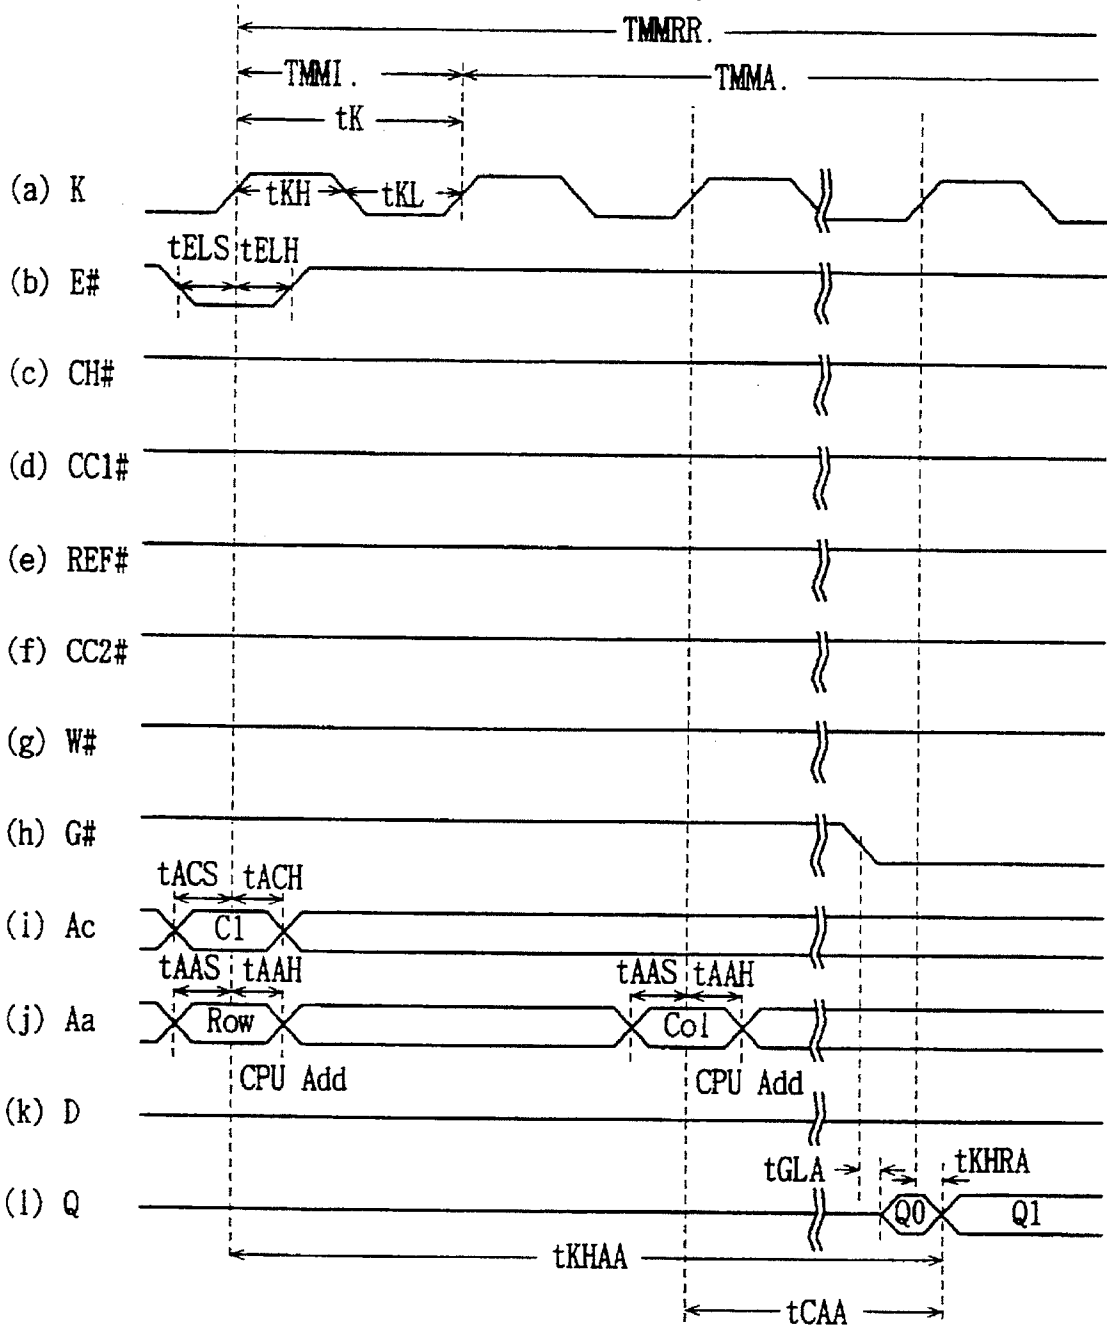 TMMRR.
TMMI.
TMMA.
tK
(a) K
tKH
tKL
tELS
tELH
(b) E#
(c) CH#
(d) CC1#
(e) REF#
(f) CC2#
(g) W#
(h) G#
tACS
tACH
(i) Ac
C1
tAAS
tAAH
tAAS
tAAH
(j) Aa
Row
Col
CPU Add
CPU Add
(k) D
tGLA
tKHRA
(l) Q
Q0
Q1
tKHAA
tCAA